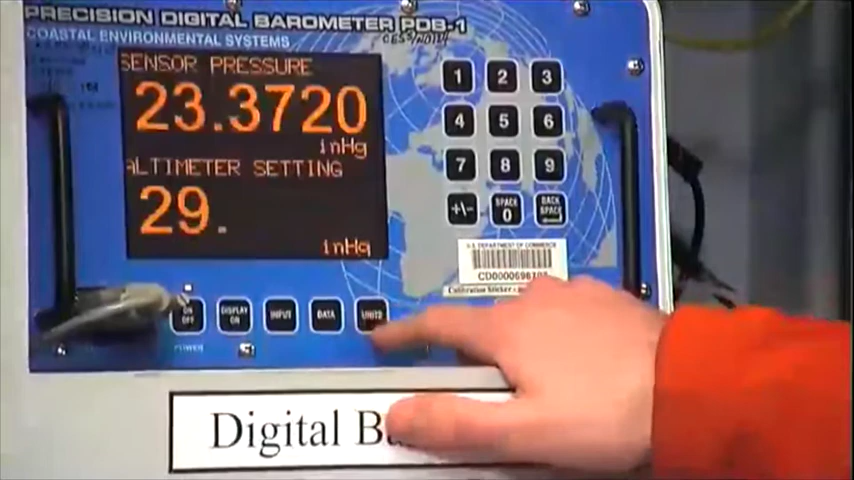 PRECISION DIGITAL BAROMETER PDB-1
COASTAL ENVIRONMENTAL SYSTEMS
SENSOR PRESSURE
23.3720
inHg
ALTIMETER SETTING
29.
inHg
1 2 3
4 5 6
7 8 9
+/- SPACE 0 BACK SPACE
U.S. DEPARTMENT OF COMMERCE
Calibration Sticker
ON OFF DISPLAY ON INPUT DATA UNITS
POWER
Digital